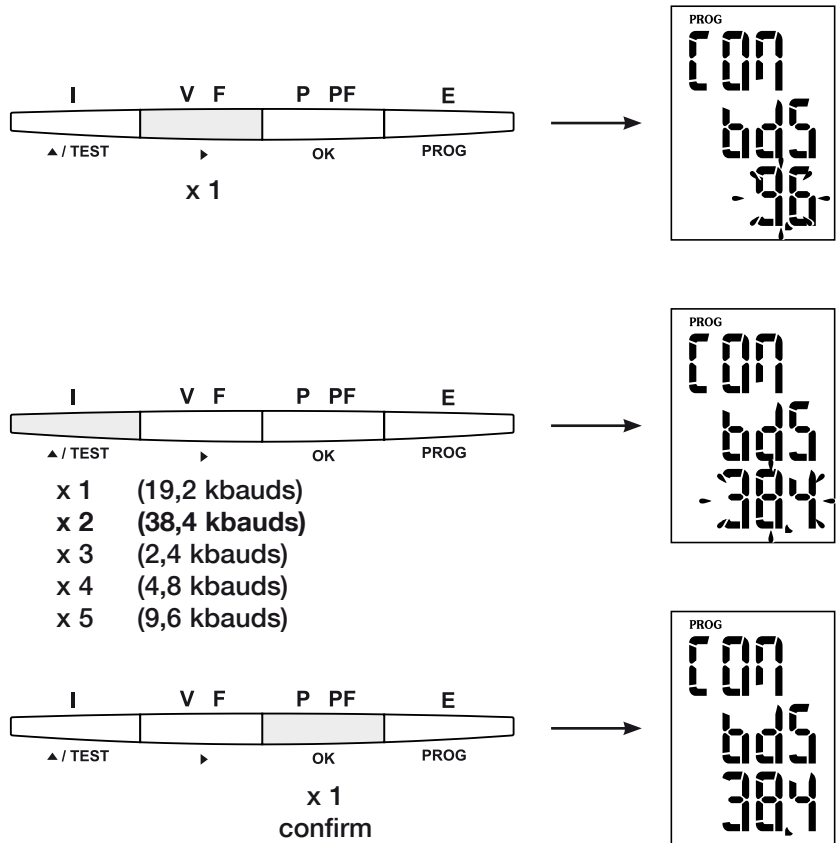 PROG
COM
I V F P PF E
bdS
▲ / TEST ▶ OK PROG
x 1
9.6
PROG
COM
I V F P PF E
bdS
▲ / TEST ▶ OK PROG
38.4
x 1 (19,2 kbauds)
x 2 (38,4 kbauds)
x 3 (2,4 kbauds)
x 4 (4,8 kbauds)
x 5 (9,6 kbauds)
PROG
COM
I V F P PF E
bdS
▲ / TEST ▶ OK PROG
38.4
x 1
confirm